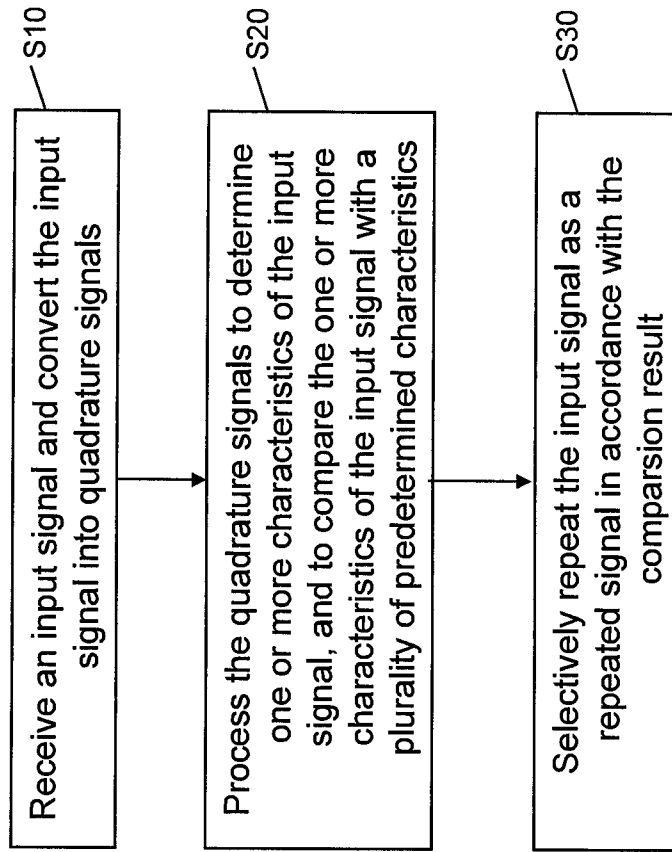 S10
Receive an input signal and convert the input
signal into quadrature signals
S20
Process the quadrature signals to determine
one or more characteristics of the input
signal, and to compare the one or more
characteristics of the input signal with a
plurality of predetermined characteristics
S30
Selectively repeat the input signal as a
repeated signal in accordance with the
comparsion result